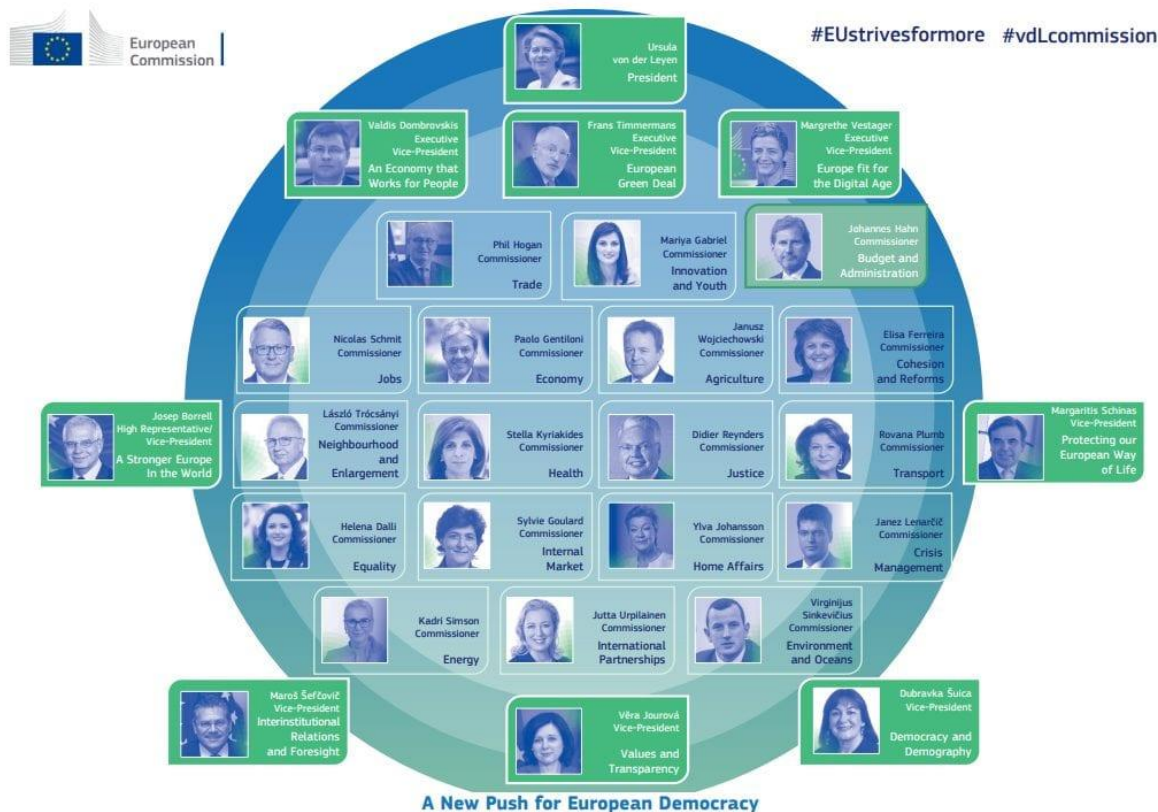 European
Commission
#EUstrivesformore #vdLcommission
Ursula
von der Leyen
President
Valdis Dombrovskis
Executive
Vice-President
An Economy that
Works for People
Frans Timmermans
Executive
Vice-President
European
Green Deal
Margrethe Vestager
Executive
Vice-President
Europe fit for
the Digital Age
Phil Hogan
Commissioner
Trade
Mariya Gabriel
Commissioner
Innovation
and Youth
Johannes Hahn
Commissioner
Budget and
Administration
Nicolas Schmit
Commissioner
Jobs
Paolo Gentiloni
Commissioner
Economy
Janusz
Wojciechowski
Commissioner
Agriculture
Elisa Ferreira
Commissioner
Cohesion
and Reforms
Josep Borrell
High Representative/
Vice-President
A Stronger Europe
In the World
László Trócsányi
Commissioner
Neighbourhood
and
Enlargement
Stella Kyriakides
Commissioner
Health
Didier Reynders
Commissioner
Justice
Rovana Plumb
Commissioner
Transport
Margaritis Schinas
Vice-President
Protecting our
European Way
of Life
Helena Dalli
Commissioner
Equality
Sylvie Goulard
Commissioner
Internal
Market
Ylva Johansson
Commissioner
Home Affairs
Janez Lenarčič
Commissioner
Crisis
Management
Kadri Simson
Commissioner
Energy
Jutta Urpilainen
Commissioner
International
Partnerships
Virginijus
Sinkevičius
Commissioner
Environment
and Oceans
Maroš Šefčovič
Vice-President
Interinstitutional
Relations
and Foresight
Věra Jourová
Vice-President
Values and
Transparency
Dubravka Šuica
Vice-President
Democracy and
Demography
A New Push for European Democracy